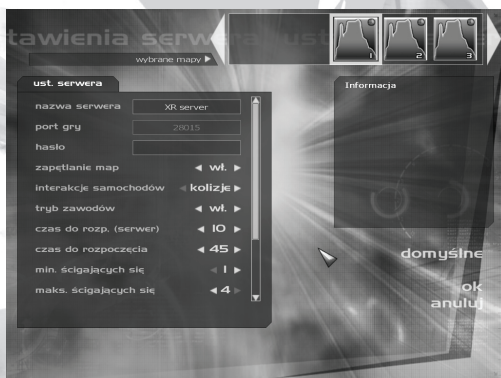 tawienia serwera ust
wybrane mapy
1 2 3
ust. serwera
nazwa serwera XR server
port gry 28015
hasło
zapętlanie map wł.
interakcje samochodów kolizje
tryb zawodów wł.
czas do rozp. (serwer) 10
czas do rozpoczęcia 45
min. ścigających się 1
maks. ścigających się 4
Informacja
domyślne
ok
anuluj